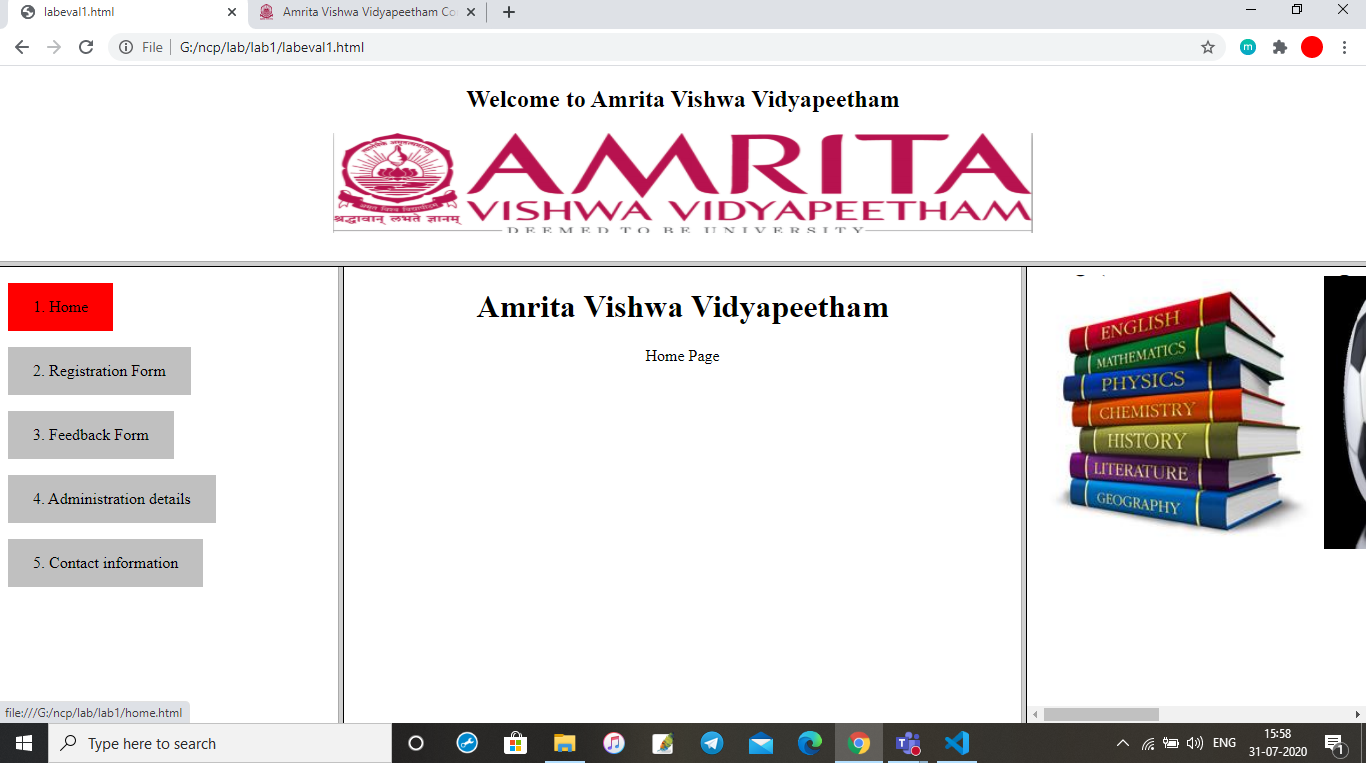 labeval1.html
Amrita Vishwa Vidyapeetham Co
File
G:/ncp/lab/lab1/labeval1.html
m
Welcome to Amrita Vishwa Vidyapeetham
AMRITA
VISHWA VIDYAPEETHAM
श्रद्धावान् लभते ज्ञानम्
DEEMED TO BE UNIVERSITY
1. Home
2. Registration Form
3. Feedback Form
4. Administration details
5. Contact information
Amrita Vishwa Vidyapeetham
Home Page
ENGLISH
MATHEMATICS
PHYSICS
CHEMISTRY
HISTORY
LITERATURE
GEOGRAPHY
file:///G:/ncp/lab/lab1/home.html
Type here to search
ENG
15:58
31-07-2020
1